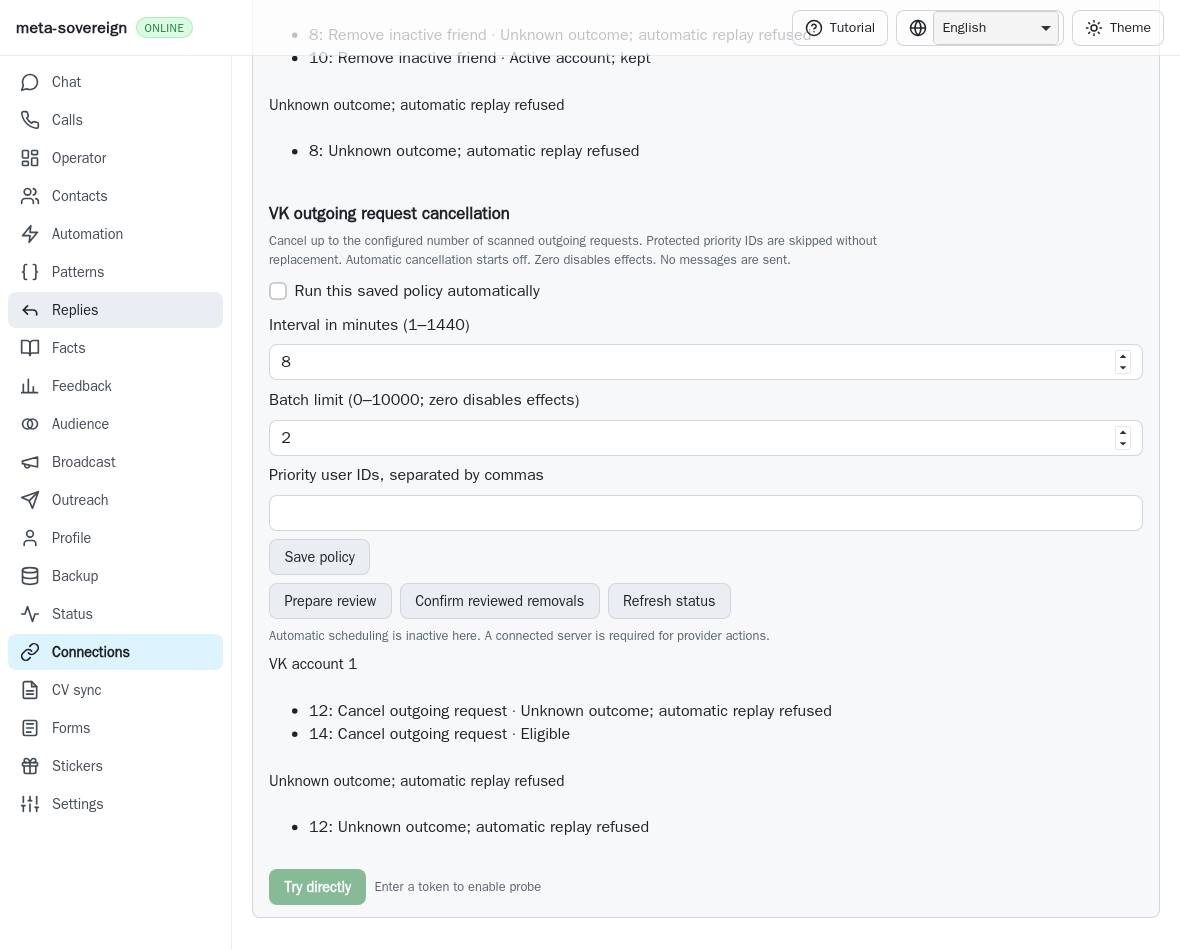 meta-sovereign ONLINE
Tutorial
English
Theme
Chat
Calls
Operator
Contacts
Automation
Patterns
Replies
Facts
Feedback
Audience
Broadcast
Outreach
Profile
Backup
Status
Connections
CV sync
Forms
Stickers
Settings
8: Remove inactive friend · Unknown outcome; automatic replay refused
10: Remove inactive friend · Active account; kept
Unknown outcome; automatic replay refused
8: Unknown outcome; automatic replay refused
VK outgoing request cancellation
Cancel up to the configured number of scanned outgoing requests. Protected priority IDs are skipped without
replacement. Automatic cancellation starts off. Zero disables effects. No messages are sent.
Run this saved policy automatically
Interval in minutes (1–1440)
8
Batch limit (0–10000; zero disables effects)
2
Priority user IDs, separated by commas
Save policy
Prepare review Confirm reviewed removals Refresh status
Automatic scheduling is inactive here. A connected server is required for provider actions.
VK account 1
12: Cancel outgoing request · Unknown outcome; automatic replay refused
14: Cancel outgoing request · Eligible
Unknown outcome; automatic replay refused
12: Unknown outcome; automatic replay refused
Try directly Enter a token to enable probe